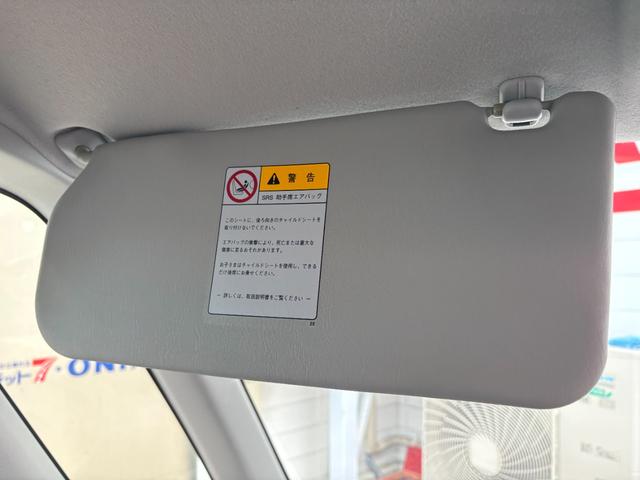 警告
SRS 助手席エアバッグ
このシートに、後ろ向きのチャイルドシートを
取り付けないでください。
エアバッグの衝撃により、死亡または重大な
傷害に至るおそれがあります。
お子さまはチャイルドシートを使用し、できる
だけ後席にお乗せください。
− 詳しくは、取扱説明書をご覧ください −